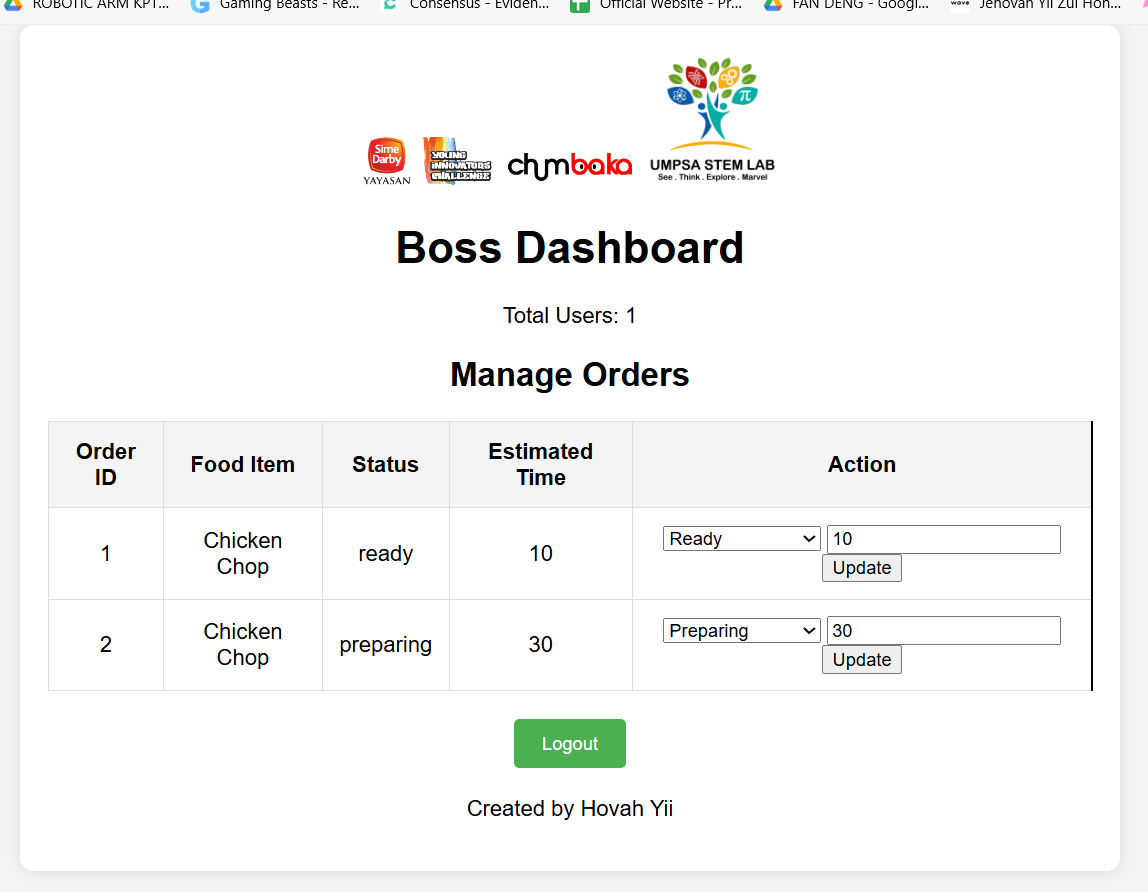 ROBOTIC ARM KPT... Gaming Beasts - Re... Consensus - Eviden... Official Website - Pr... FAN DENG - Googl... wave Jehovah Yii Zui Hon...
Sime
Darby
YAYASAN
YOUNG
INNOVATORS
CHALLENGE
chumbaka
π
UMPSA STEM LAB
See . Think . Explore . Marvel
Boss Dashboard
Total Users: 1
Manage Orders
Order
ID
Food Item
Status
Estimated
Time
Action
1
Chicken
Chop
ready
10
Ready
10
Update
2
Chicken
Chop
preparing
30
Preparing
30
Update
Logout
Created by Hovah Yii